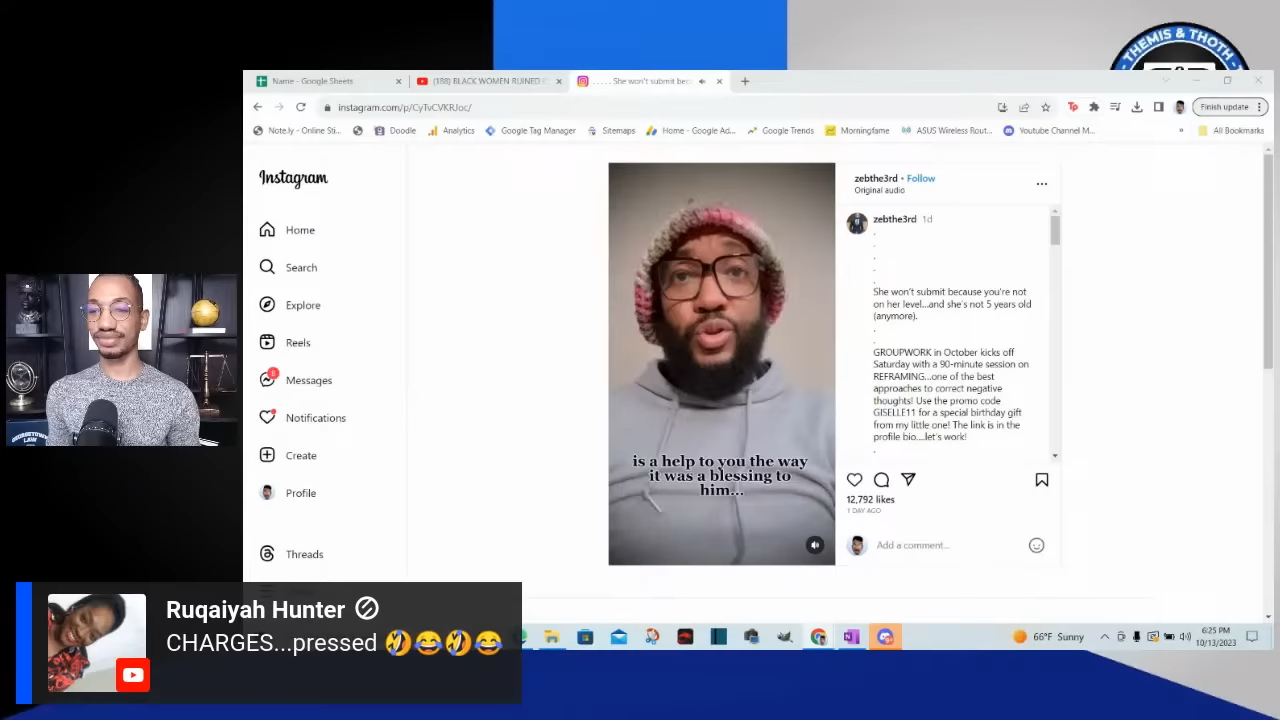 THEMIS & THOTH
Name - Google Sheets
(188) BLACK WOMEN RUINED
. . . . . She won't submit bec
instagram.com/p/CyTvCVKRJoc/
Finish update
Note.ly - Online Sti...
Doodle
Analytics
Google Tag Manager
Sitemaps
Home - Google Ad...
Google Trends
Morningfame
ASUS Wireless Rout...
Youtube Channel M...
»
All Bookmarks
Instagram
Home
Search
Explore
Reels
8
Messages
Notifications
Create
Profile
Threads
is a help to you the way
it was a blessing to
him...
zebthe3rd • Follow
Original audio
zebthe3rd 1d
.
.
.
.
.
She won't submit because you're not
on her level...and she's not 5 years old
(anymore).
.
.
GROUPWORK in October kicks off
Saturday with a 90-minute session on
REFRAMING...one of the best
approaches to correct negative
thoughts! Use the promo code
GISELLE11 for a special birthday gift
from my little one! The link is in the
profile bio....let's work!
.
12,792 likes
1 DAY AGO
Add a comment...
LAW
Ruqaiyah Hunter
CHARGES...pressed 🤣😂🤣😂
66°F Sunny
6:25 PM
10/13/2023